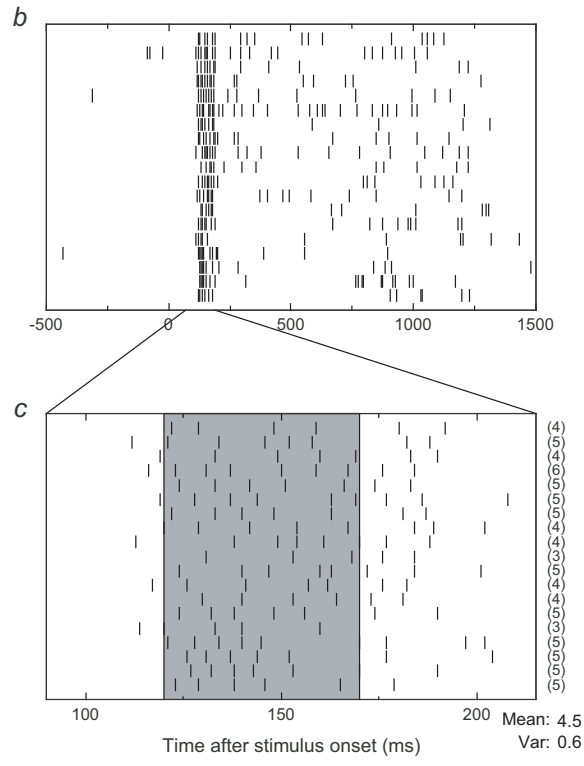 b
-500 0 500 1000 1500
c
(4)
(5)
(4)
(6)
(5)
(5)
(5)
(4)
(4)
(3)
(5)
(4)
(4)
(5)
(3)
(5)
(5)
(5)
(5)
100 150 200
Mean: 4.5
Time after stimulus onset (ms)
Var: 0.6